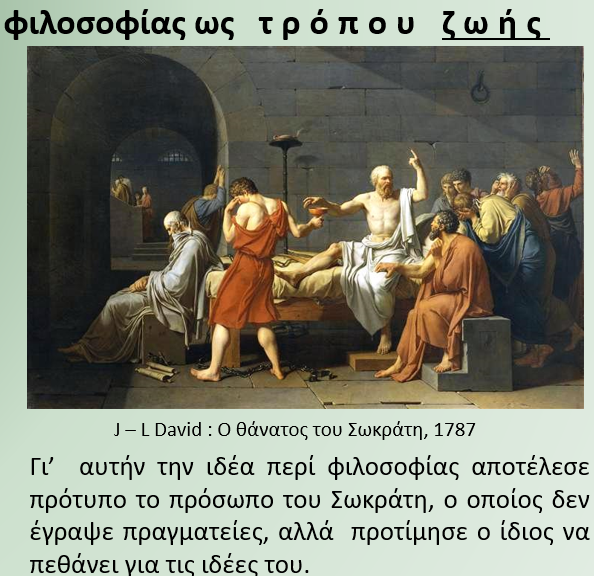 φιλοσοφίας ως τ ρ ό π ο υ ζ ω ή ς
J – L David : Ο θάνατος του Σωκράτη, 1787
Γι’ αυτήν την ιδέα περί φιλοσοφίας αποτέλεσε
πρότυπο το πρόσωπο του Σωκράτη, ο οποίος δεν
έγραψε πραγματείες, αλλά προτίμησε ο ίδιος να
πεθάνει για τις ιδέες του.